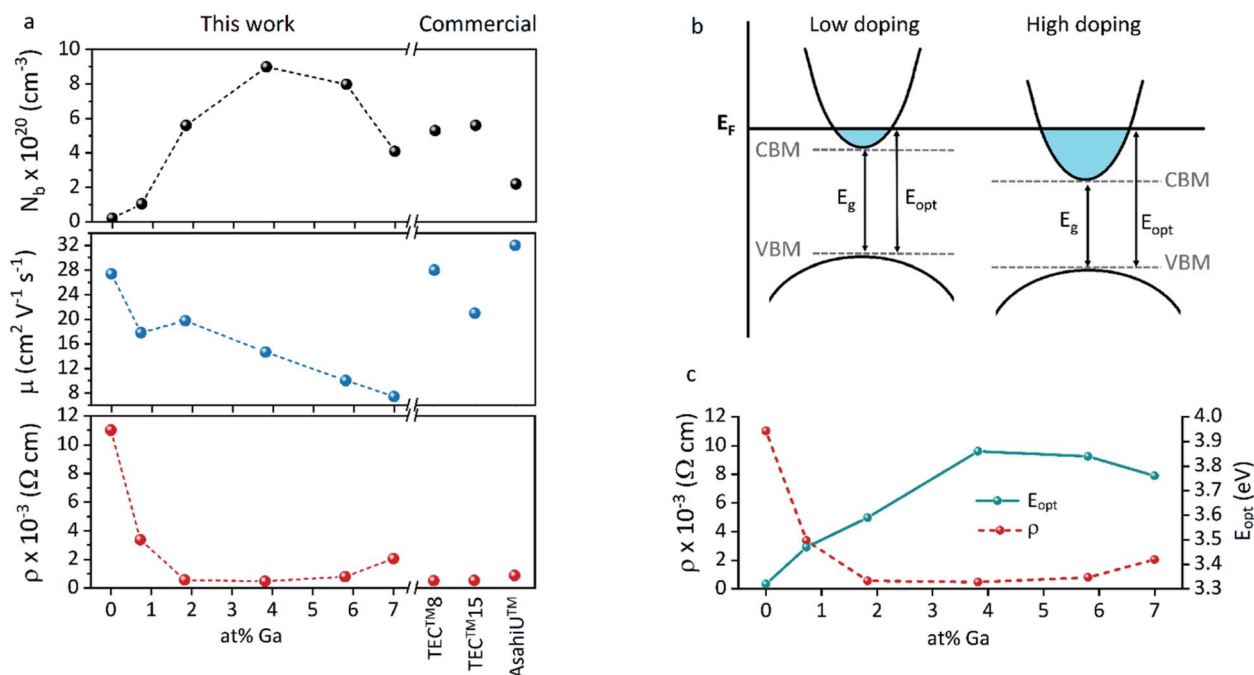 a
This work
Commercial
N_b x 10^20 (cm^-3)
10
8
6
4
2
0
μ (cm² V⁻¹ s⁻¹)
32
28
24
20
16
12
8
ρ x 10⁻³ (Ω cm)
12
10
8
6
4
2
0
0 1 2 3 4 5 6 7
at% Ga
TEC™8
TEC™15
AsahiU™
b
Low doping
High doping
E_F
CBM
E_g
E_opt
VBM
CBM
E_g
E_opt
VBM
c
ρ x 10⁻³ (Ω cm)
12
10
8
6
4
2
0
E_opt
ρ
4.0
3.9
3.8
3.7
3.6
3.5
3.4
3.3
E_opt (eV)
0 1 2 3 4 5 6 7
at% Ga